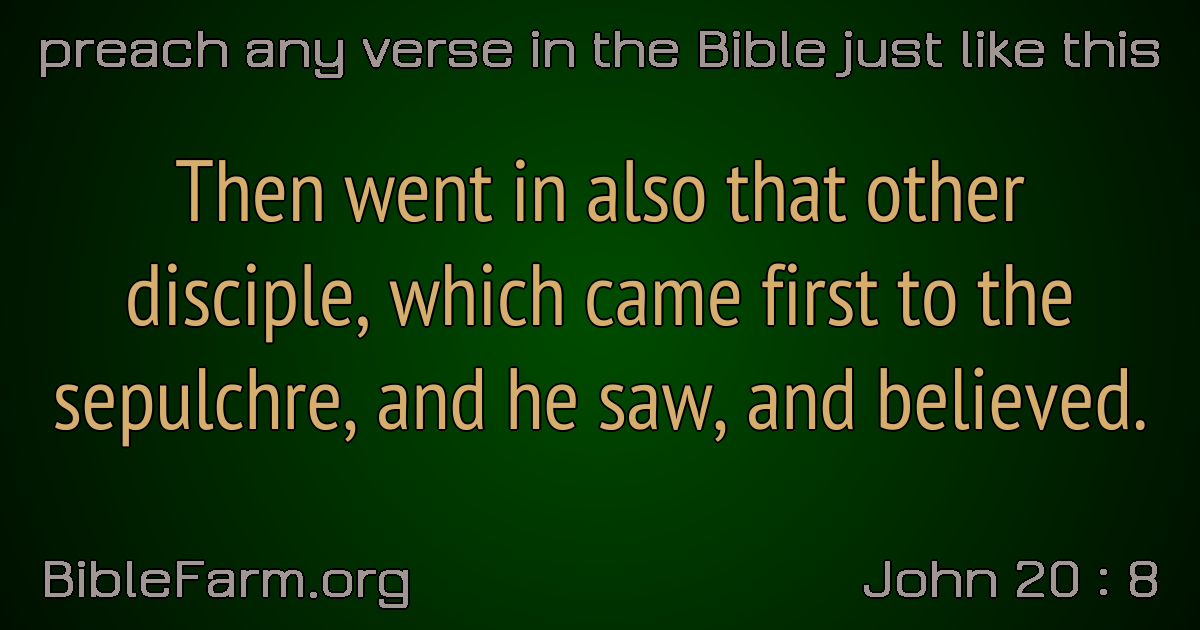 preach any verse in the Bible just like this
Then went in also that other
disciple, which came first to the
sepulchre, and he saw, and believed.
BibleFarm.org
John 20 : 8